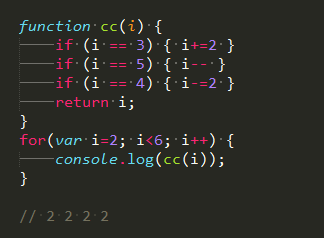 function cc(i) {
    if (i == 3) { i+=2 }
    if (i == 5) { i-- }
    if (i == 4) { i-=2 }
    return i;
}
for(var i=2; i<6; i++) {
    console.log(cc(i));
}
// 2 2 2 2